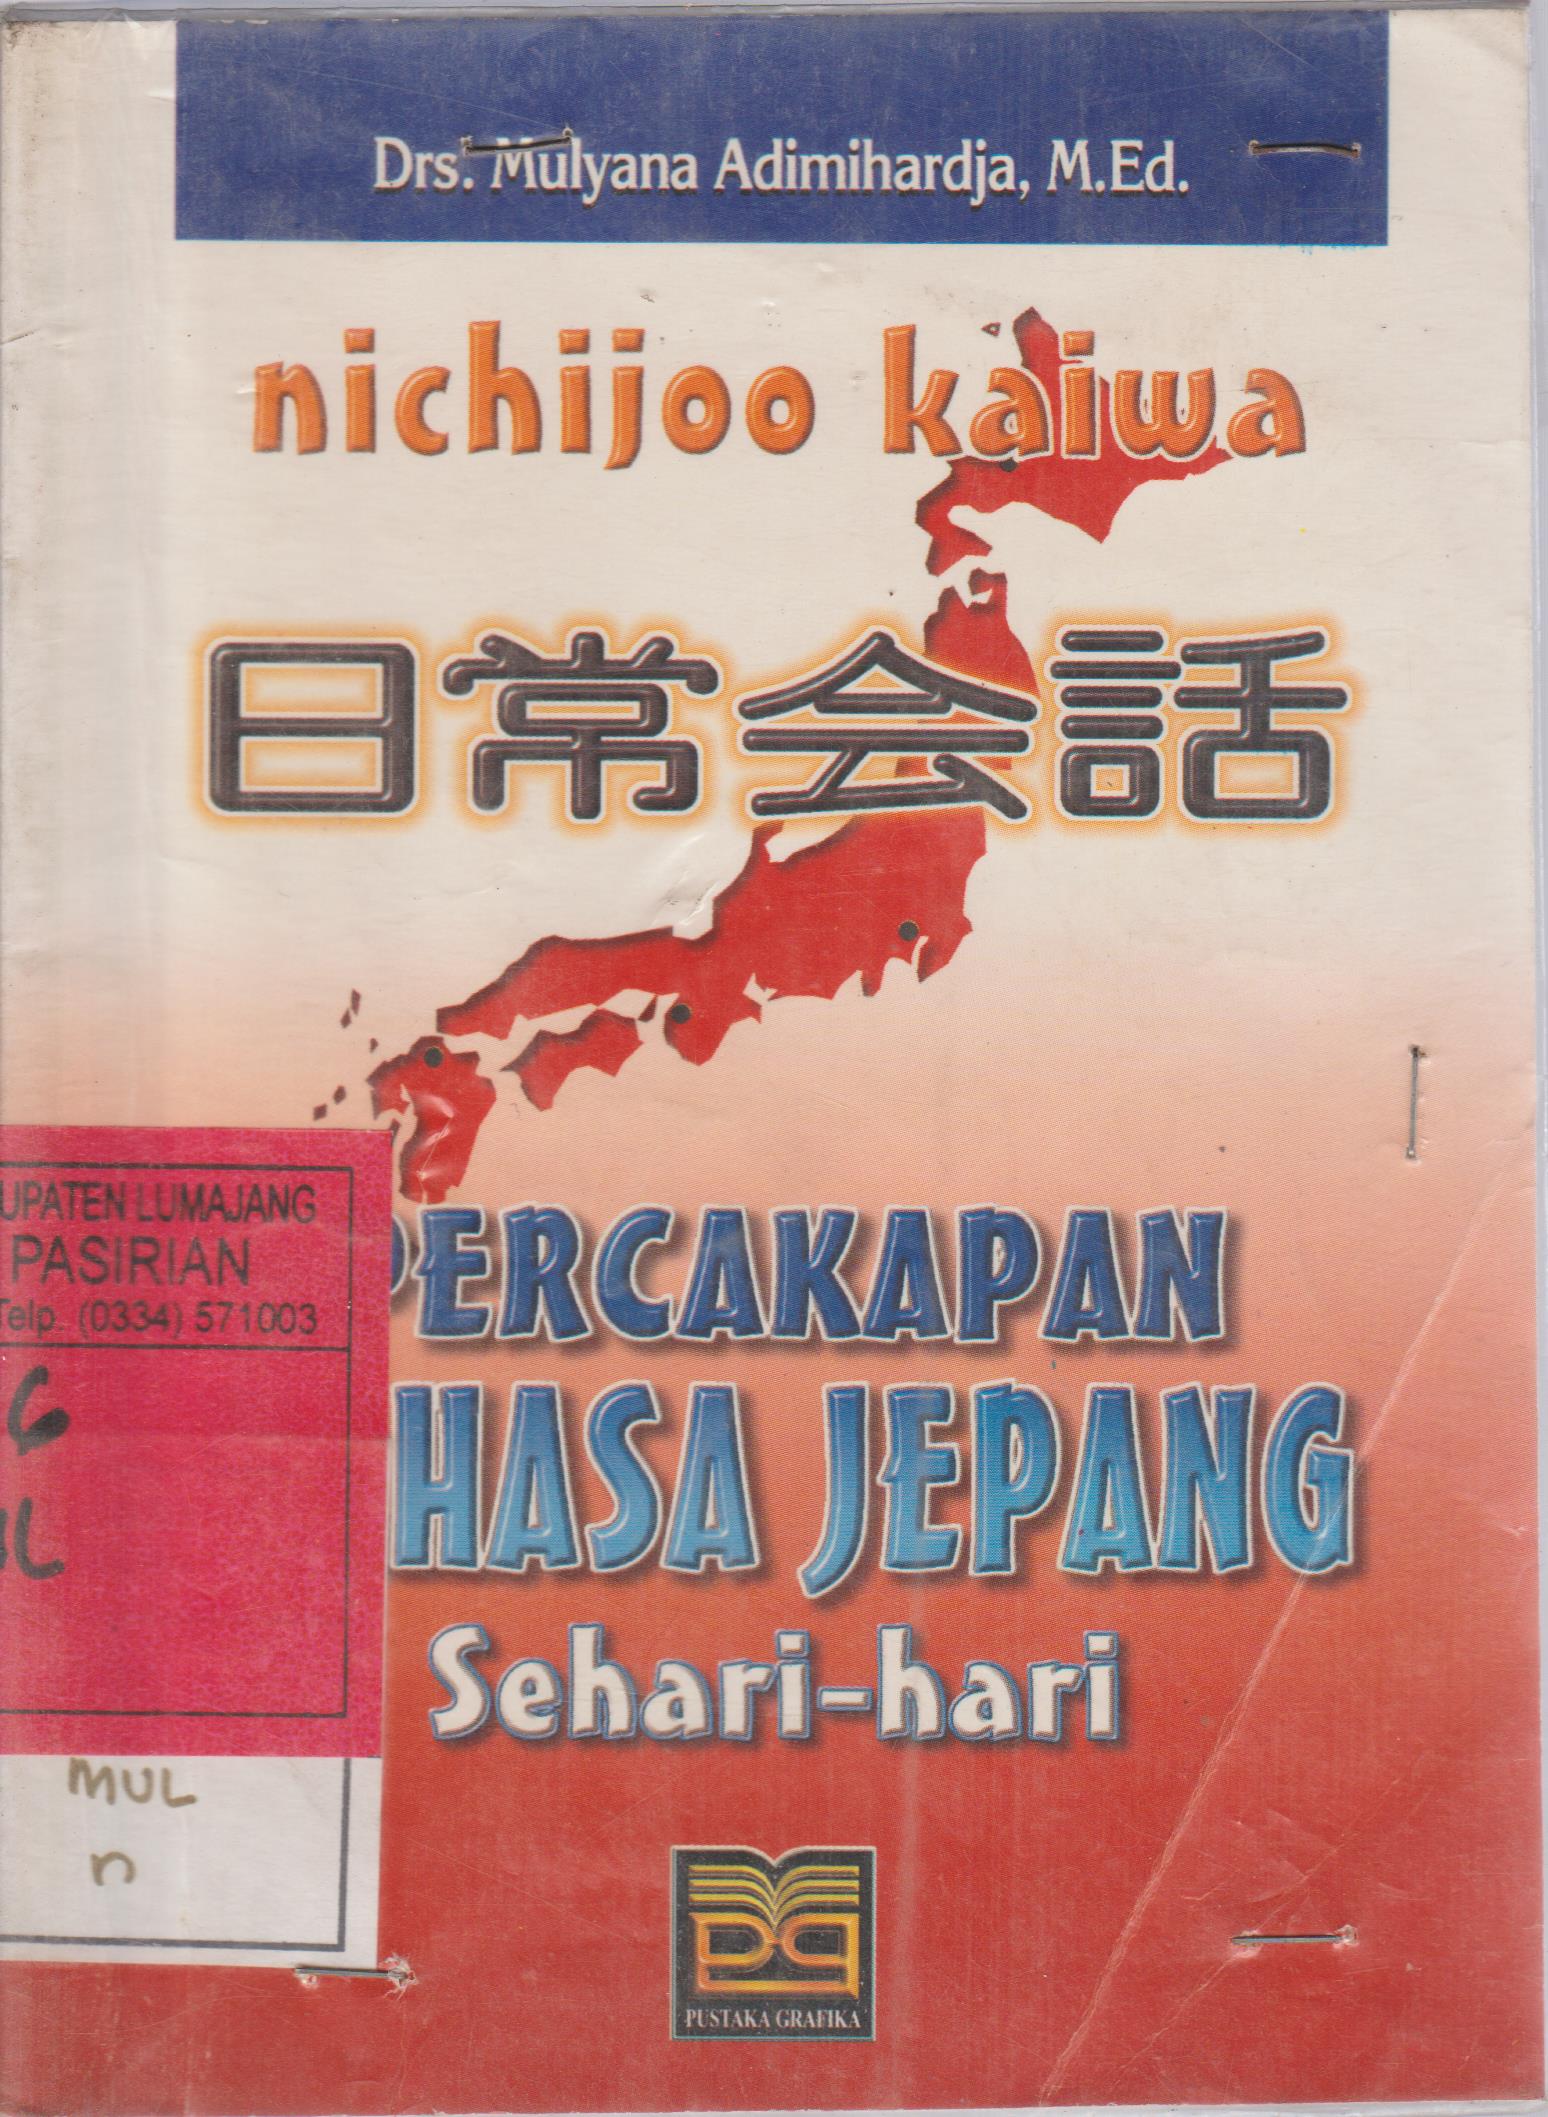 Drs. Mulyana Adimihardja, M.Ed.
nichijoo kaiwa
日常会話
UPATEN LUMAJANG
PASIRIAN
Telp. (0334) 571003
PERCAKAPAN
HASA JEPANG
Sehari-hari
MUL
n
PUSTAKA GRAFIKA